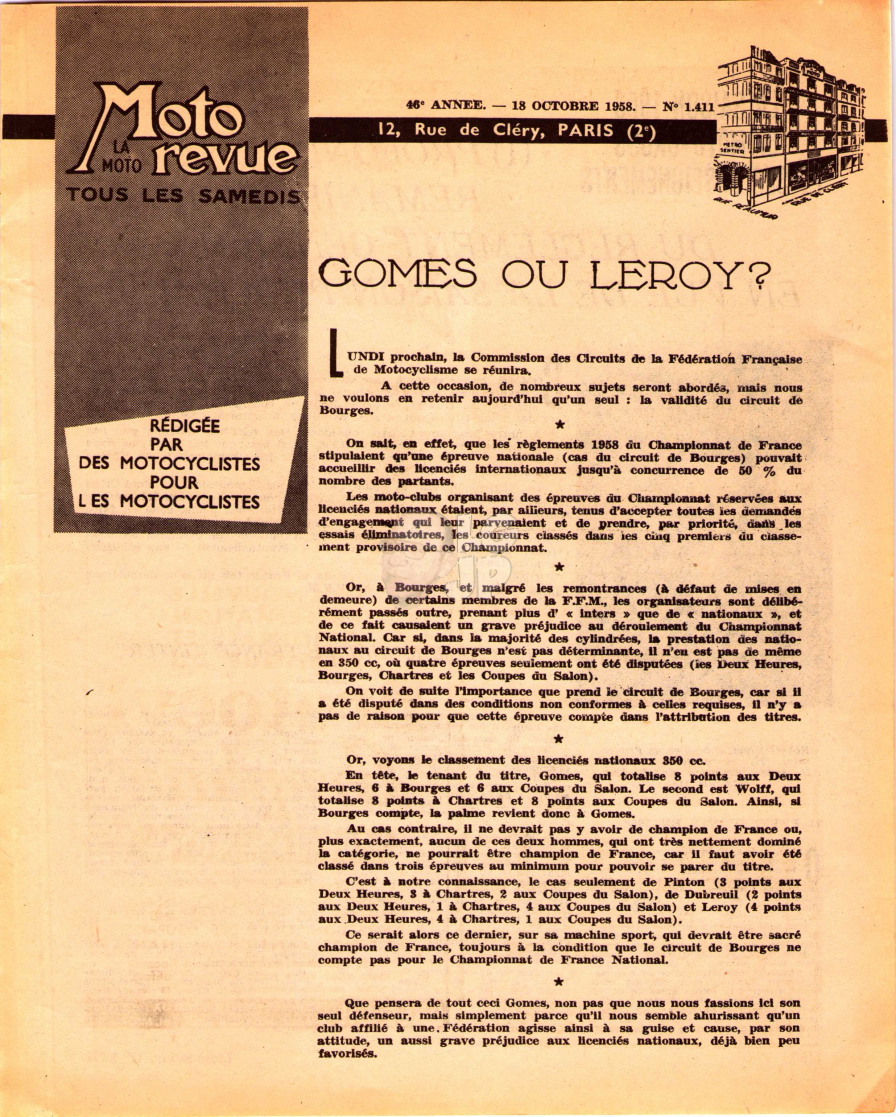 Moto
LA
MOTO
revue
TOUS LES SAMEDIS
46e ANNEE. — 18 OCTOBRE 1958. — No 1.411
12, Rue de Cléry, PARIS (2e)
METRO
SENTIER
RUE REAUMUR
RUE DE CLERY
RÉDIGÉE
PAR
DES MOTOCYCLISTES
POUR
LES MOTOCYCLISTES
GOMES OU LEROY?
LUNDI prochain, la Commission des Circuits de la Fédération Française
de Motocyclisme se réunira.
A cette occasion, de nombreux sujets seront abordés, mais nous
ne voulons en retenir aujourd'hui qu'un seul : la validité du circuit de
Bourges.
★
On sait, en effet, que les règlements 1958 du Championnat de France
stipulaient qu'une épreuve nationale (cas du circuit de Bourges) pouvait
accueillir des licenciés internationaux jusqu'à concurrence de 50 % du
nombre des partants.
Les moto-clubs organisant des épreuves du Championnat réservées aux
licenciés nationaux étaient, par ailleurs, tenus d'accepter toutes les demandes
d'engagement qui leur parvenaient et de prendre, par priorité, dans les
essais éliminatoires, les coureurs classés dans les cinq premiers du classe-
ment provisoire de ce Championnat.
★
Or, à Bourges, et malgré les remontrances (à défaut de mises en
demeure) de certains membres de la F.F.M., les organisateurs sont délibé-
rément passés outre, prenant plus d' « inters » que de « nationaux », et
de ce fait causaient un grave préjudice au déroulement du Championnat
National. Car si, dans la majorité des cylindrées, la prestation des natio-
naux au circuit de Bourges n'est pas déterminante, il n'en est pas de même
en 350 cc, où quatre épreuves seulement ont été disputées (les Deux Heures,
Bourges, Chartres et les Coupes du Salon).
On voit de suite l'importance que prend le circuit de Bourges, car si il
a été disputé dans des conditions non conformes à celles requises, il n'y a
pas de raison pour que cette épreuve compte dans l'attribution des titres.
★
Or, voyons le classement des licenciés nationaux 350 cc.
En tête, le tenant du titre, Gomes, qui totalise 8 points aux Deux
Heures, 6 à Bourges et 6 aux Coupes du Salon. Le second est Wolff, qui
totalise 8 points à Chartres et 8 points aux Coupes du Salon. Ainsi, si
Bourges compte, la palme revient donc à Gomes.
Au cas contraire, il ne devrait pas y avoir de champion de France ou,
plus exactement, aucun de ces deux hommes, qui ont très nettement dominé
la catégorie, ne pourrait être champion de France, car il faut avoir été
classé dans trois épreuves au minimum pour pouvoir se parer du titre.
C'est à notre connaissance, le cas seulement de Pinton (3 points aux
Deux Heures, 3 à Chartres, 2 aux Coupes du Salon), de Dubreuil (2 points
aux Deux Heures, 1 à Chartres, 4 aux Coupes du Salon) et Leroy (4 points
aux Deux Heures, 4 à Chartres, 1 aux Coupes du Salon).
Ce serait alors ce dernier, sur sa machine sport, qui devrait être sacré
champion de France, toujours à la condition que le circuit de Bourges ne
compte pas pour le Championnat de France National.
★
Que pensera de tout ceci Gomes, non pas que nous nous fassions ici son
seul défenseur, mais simplement parce qu'il nous semble ahurissant qu'un
club affilié à une Fédération agisse ainsi à sa guise et cause, par son
attitude, un aussi grave préjudice aux licenciés nationaux, déjà bien peu
favorisés.